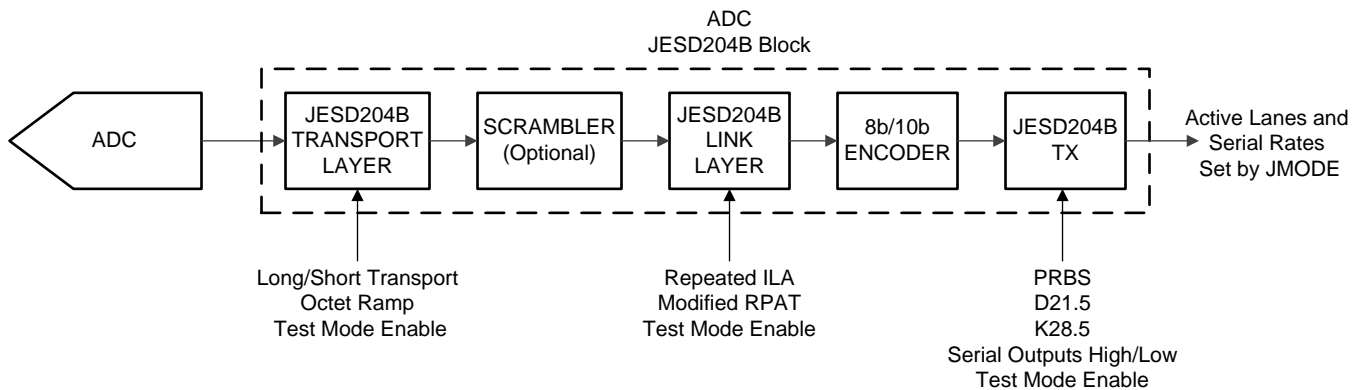 ADC
JESD204B Block
ADC
JESD204B
TRANSPORT
LAYER
SCRAMBLER
(Optional)
JESD204B
LINK
LAYER
8b/10b
ENCODER
JESD204B
TX
Active Lanes and
Serial Rates
Set by JMODE
Long/Short Transport
Octet Ramp
Test Mode Enable
Repeated ILA
Modified RPAT
Test Mode Enable
PRBS
D21.5
K28.5
Serial Outputs High/Low
Test Mode Enable